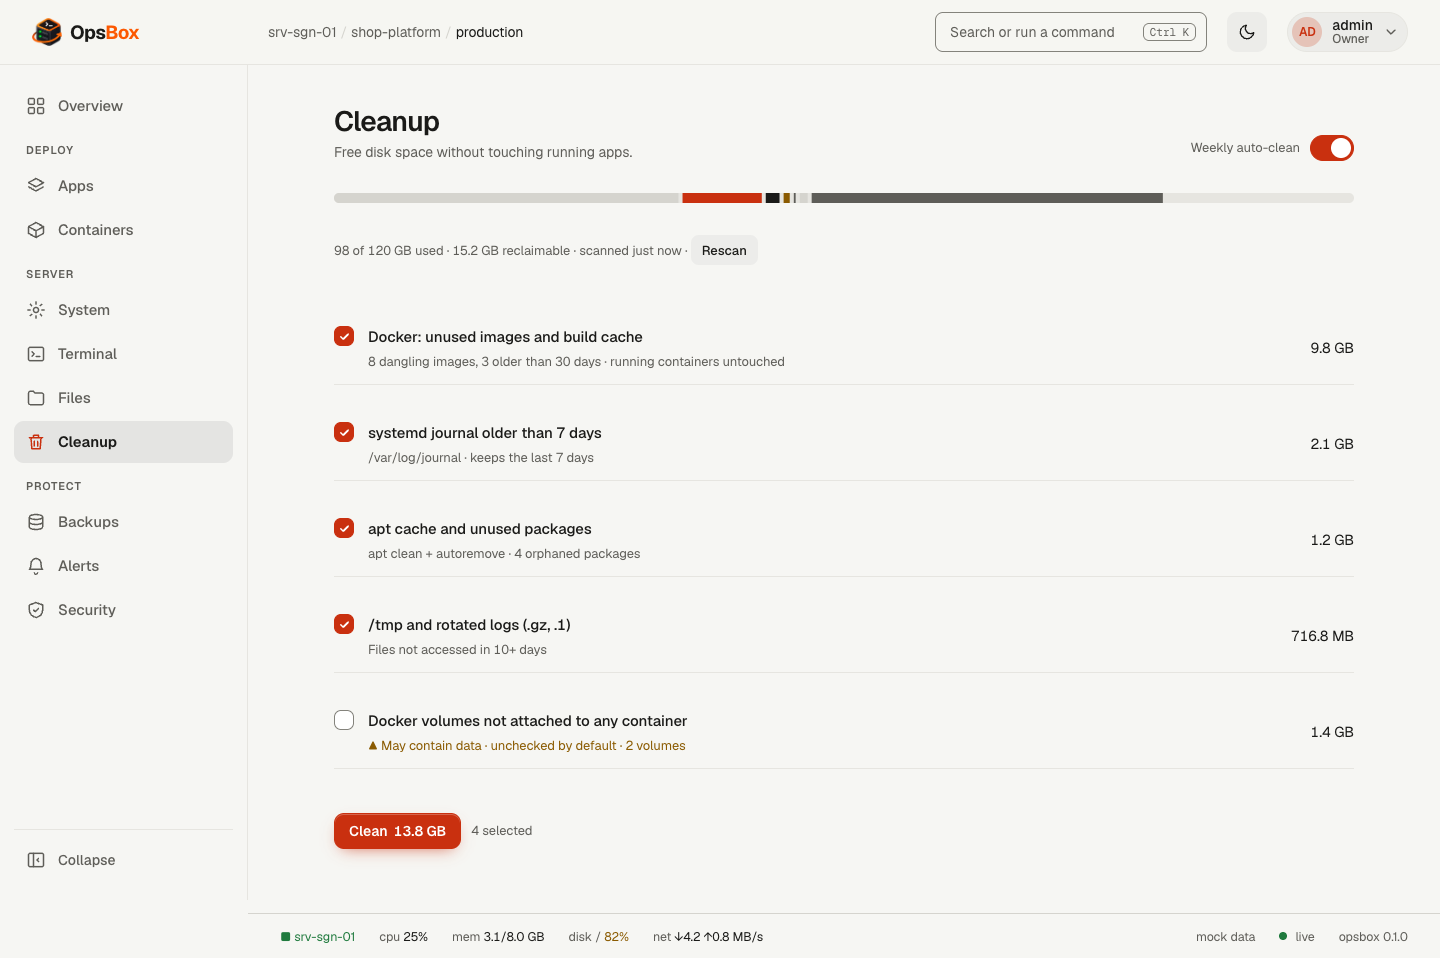 OpsBox
srv-sgn-01 / shop-platform / production
Search or run a command Ctrl K
AD
admin
Owner
Overview
DEPLOY
Apps
Containers
SERVER
System
Terminal
Files
Cleanup
PROTECT
Backups
Alerts
Security
Collapse
Cleanup
Free disk space without touching running apps.
Weekly auto-clean
98 of 120 GB used · 15.2 GB reclaimable · scanned just now · Rescan
Docker: unused images and build cache
8 dangling images, 3 older than 30 days · running containers untouched
9.8 GB
systemd journal older than 7 days
/var/log/journal · keeps the last 7 days
2.1 GB
apt cache and unused packages
apt clean + autoremove · 4 orphaned packages
1.2 GB
/tmp and rotated logs (.gz, .1)
Files not accessed in 10+ days
716.8 MB
Docker volumes not attached to any container
▲ May contain data · unchecked by default · 2 volumes
1.4 GB
Clean 13.8 GB
4 selected
srv-sgn-01 cpu 25% mem 3.1/8.0 GB disk / 82% net ↓4.2 ↑0.8 MB/s
mock data live opsbox 0.1.0